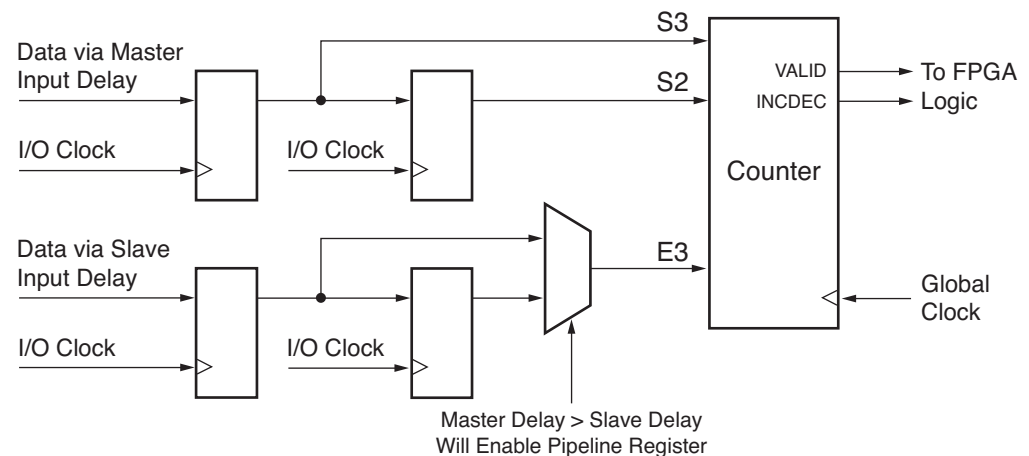 S3
Data via Master
Input Delay
S2
VALID
To FPGA
INCDEC
Logic
I/O Clock
I/O Clock
Counter
Data via Slave
Input Delay
E3
Global
Clock
I/O Clock
I/O Clock
Master Delay > Slave Delay
Will Enable Pipeline Register